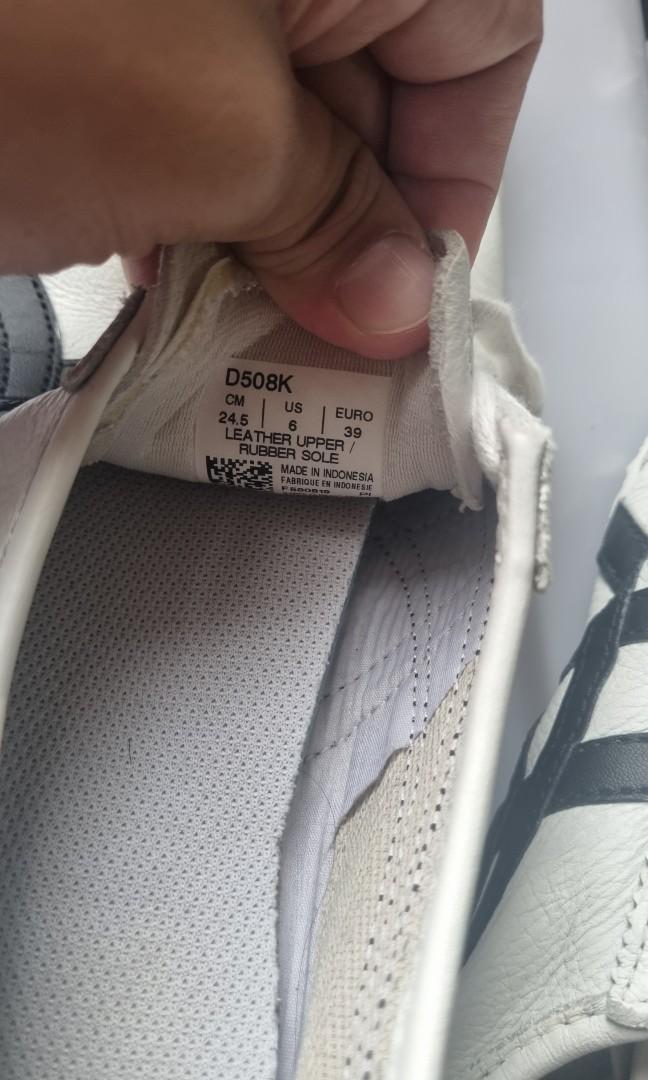 D508K
CM | US | EURO
24.5 | 6 | 39
LEATHER UPPER /
RUBBER SOLE
MADE IN INDONESIA
FABRIQUE EN INDONESIE